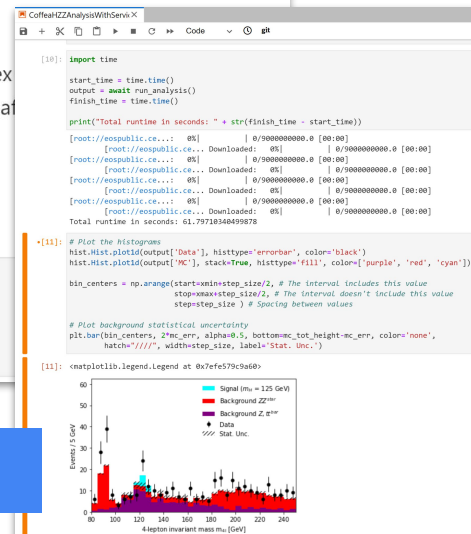 CoffeaHZZAnalysisWithServi
Code
git
ex
af
[10]: import time
start_time = time.time()
output = await run_analysis()
finish_time = time.time()
print("Total runtime in seconds: " + str(finish_time - start_time))
[root://eospublic.ce...: 0%| | 0/9000000000.0 [00:00]
[root://eospublic.ce... Downloaded: 0%| | 0/9000000000.0 [00:00]
[root://eospublic.ce...: 0%| | 0/9000000000.0 [00:00]
[root://eospublic.ce... Downloaded: 0%| | 0/9000000000.0 [00:00]
[root://eospublic.ce...: 0%| | 0/9000000000.0 [00:00]
[root://eospublic.ce... Downloaded: 0%| | 0/9000000000.0 [00:00]
[root://eospublic.ce...: 0%| | 0/9000000000.0 [00:00]
[root://eospublic.ce... Downloaded: 0%| | 0/9000000000.0 [00:00]
Total runtime in seconds: 61.79710340499878
[11]: # Plot the histograms
hist.Hist.plot1d(output['Data'], histtype='errorbar', color='black')
hist.Hist.plot1d(output['MC'], stack=True, histtype='fill', color=['purple', 'red', 'cyan'])
bin_centers = np.arange(start=xmin+step_size/2, # The interval includes this value
stop=xmax+step_size/2, # The interval doesn't include this value
step=step_size ) # Spacing between values
# Plot background statistical uncertainty
plt.bar(bin_centers, 2*mc_err, alpha=0.5, bottom=mc_tot_height-mc_err, color='none',
hatch="////", width=step_size, label='Stat. Unc.')
[11]: <matplotlib.legend.Legend at 0x7efe579c9a60>
Signal (m_H = 125 GeV)
Background ZZ^star
Background Z, tt^bar
Data
Stat. Unc.
Events / 5 GeV
60
50
40
30
20
10
0
80 100 120 140 160 180 200 220 240
4-lepton invariant mass m_4l [GeV]